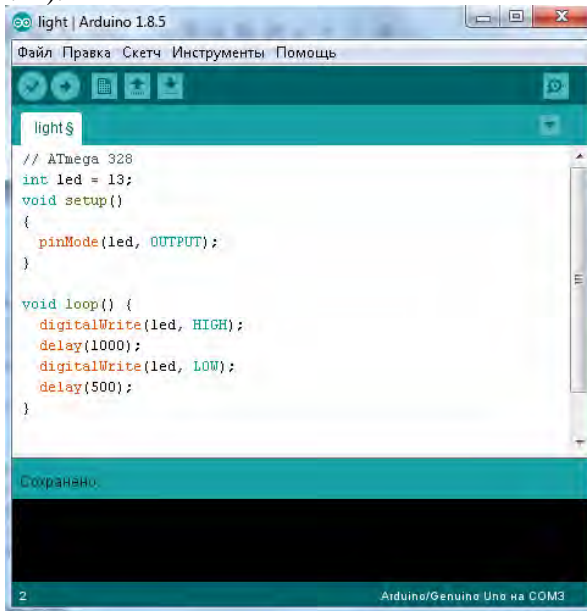 light | Arduino 1.8.5
Файл Правка Скетч Инструменты Помощь
light §
// ATmega 328
int led = 13;
void setup()
{
  pinMode(led, OUTPUT);
}

void loop() {
  digitalWrite(led, HIGH);
  delay(1000);
  digitalWrite(led, LOW);
  delay(500);
}
Сохранено.
2 Arduino/Genuino Uno на COM3